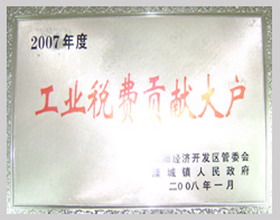 2007年度
工业税费贡献大户
经济开发区管委会
城镇人民政府
二〇〇八年一月